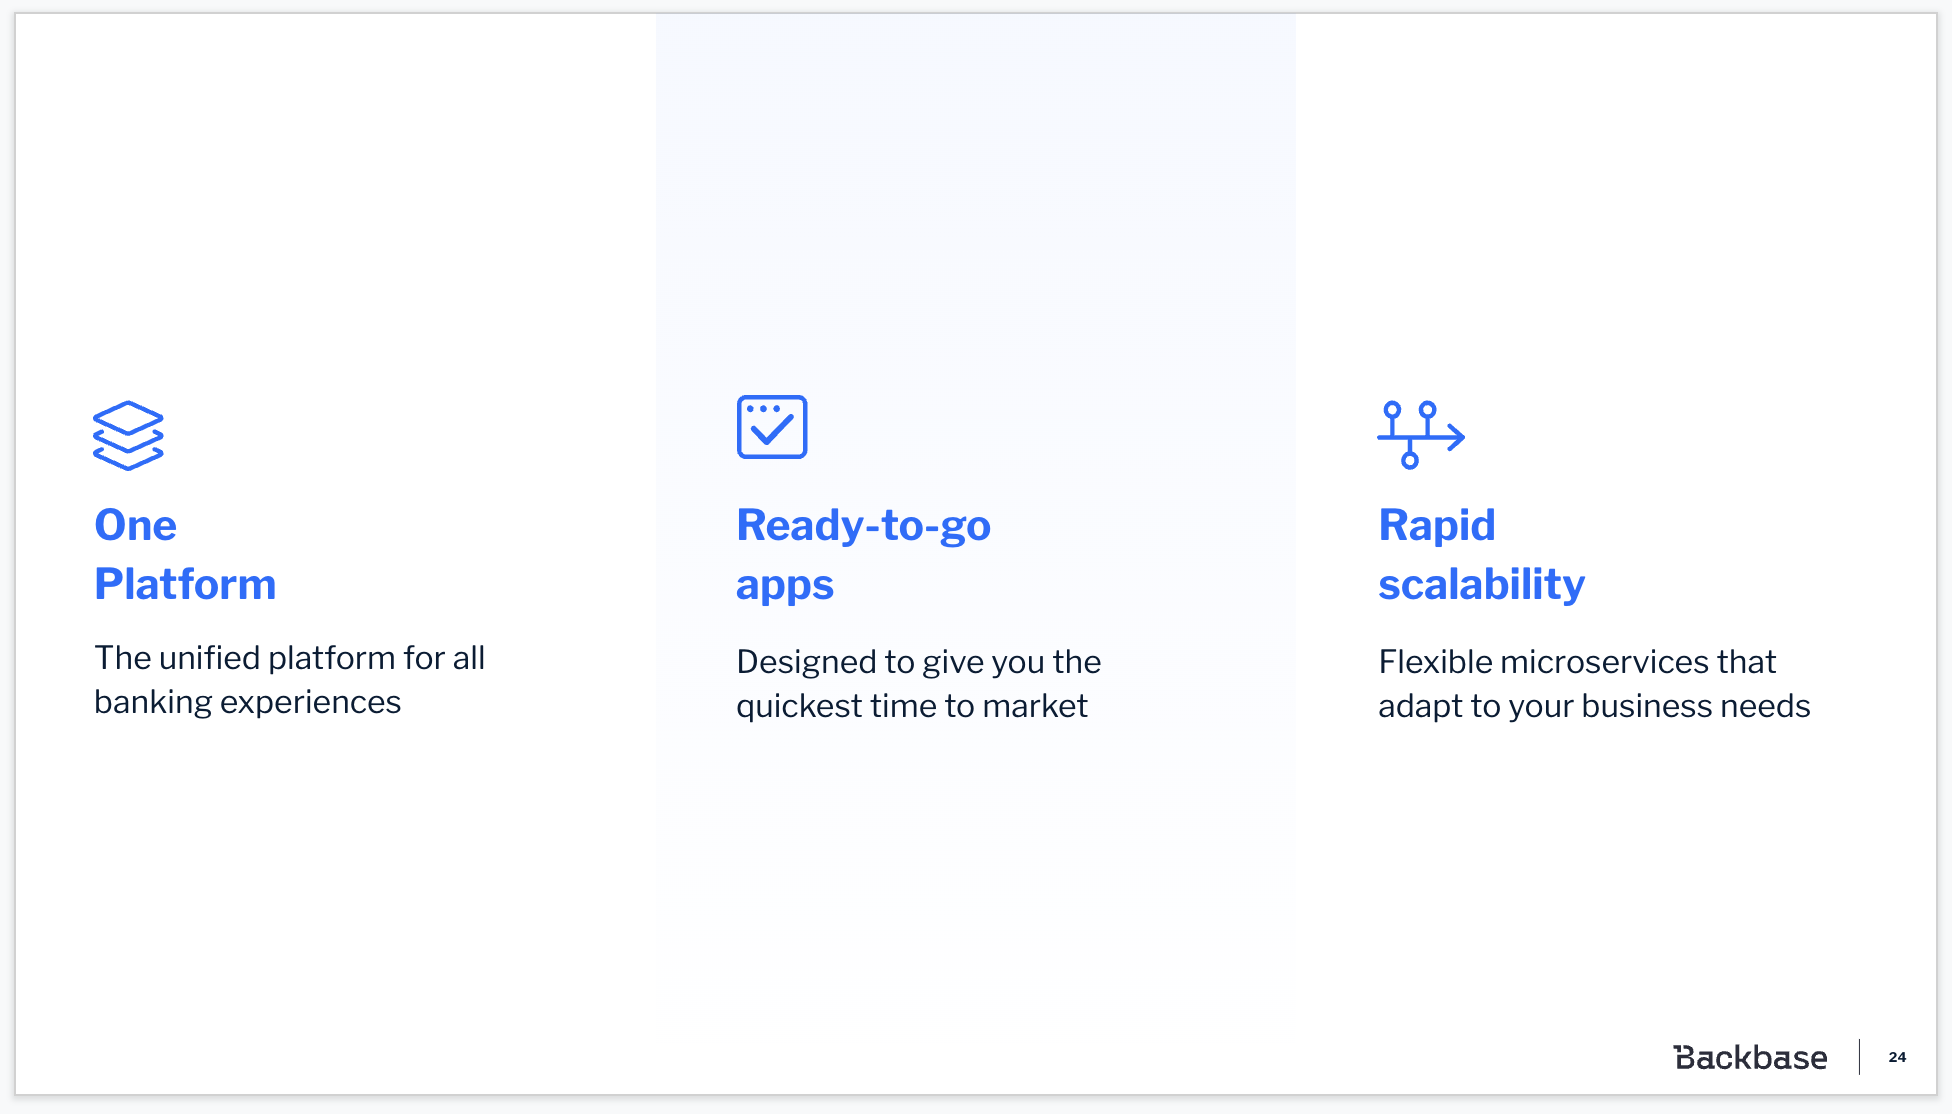 One
Platform
The unified platform for all
banking experiences
Ready-to-go
apps
Designed to give you the
quickest time to market
Rapid
scalability
Flexible microservices that
adapt to your business needs
Backbase
24